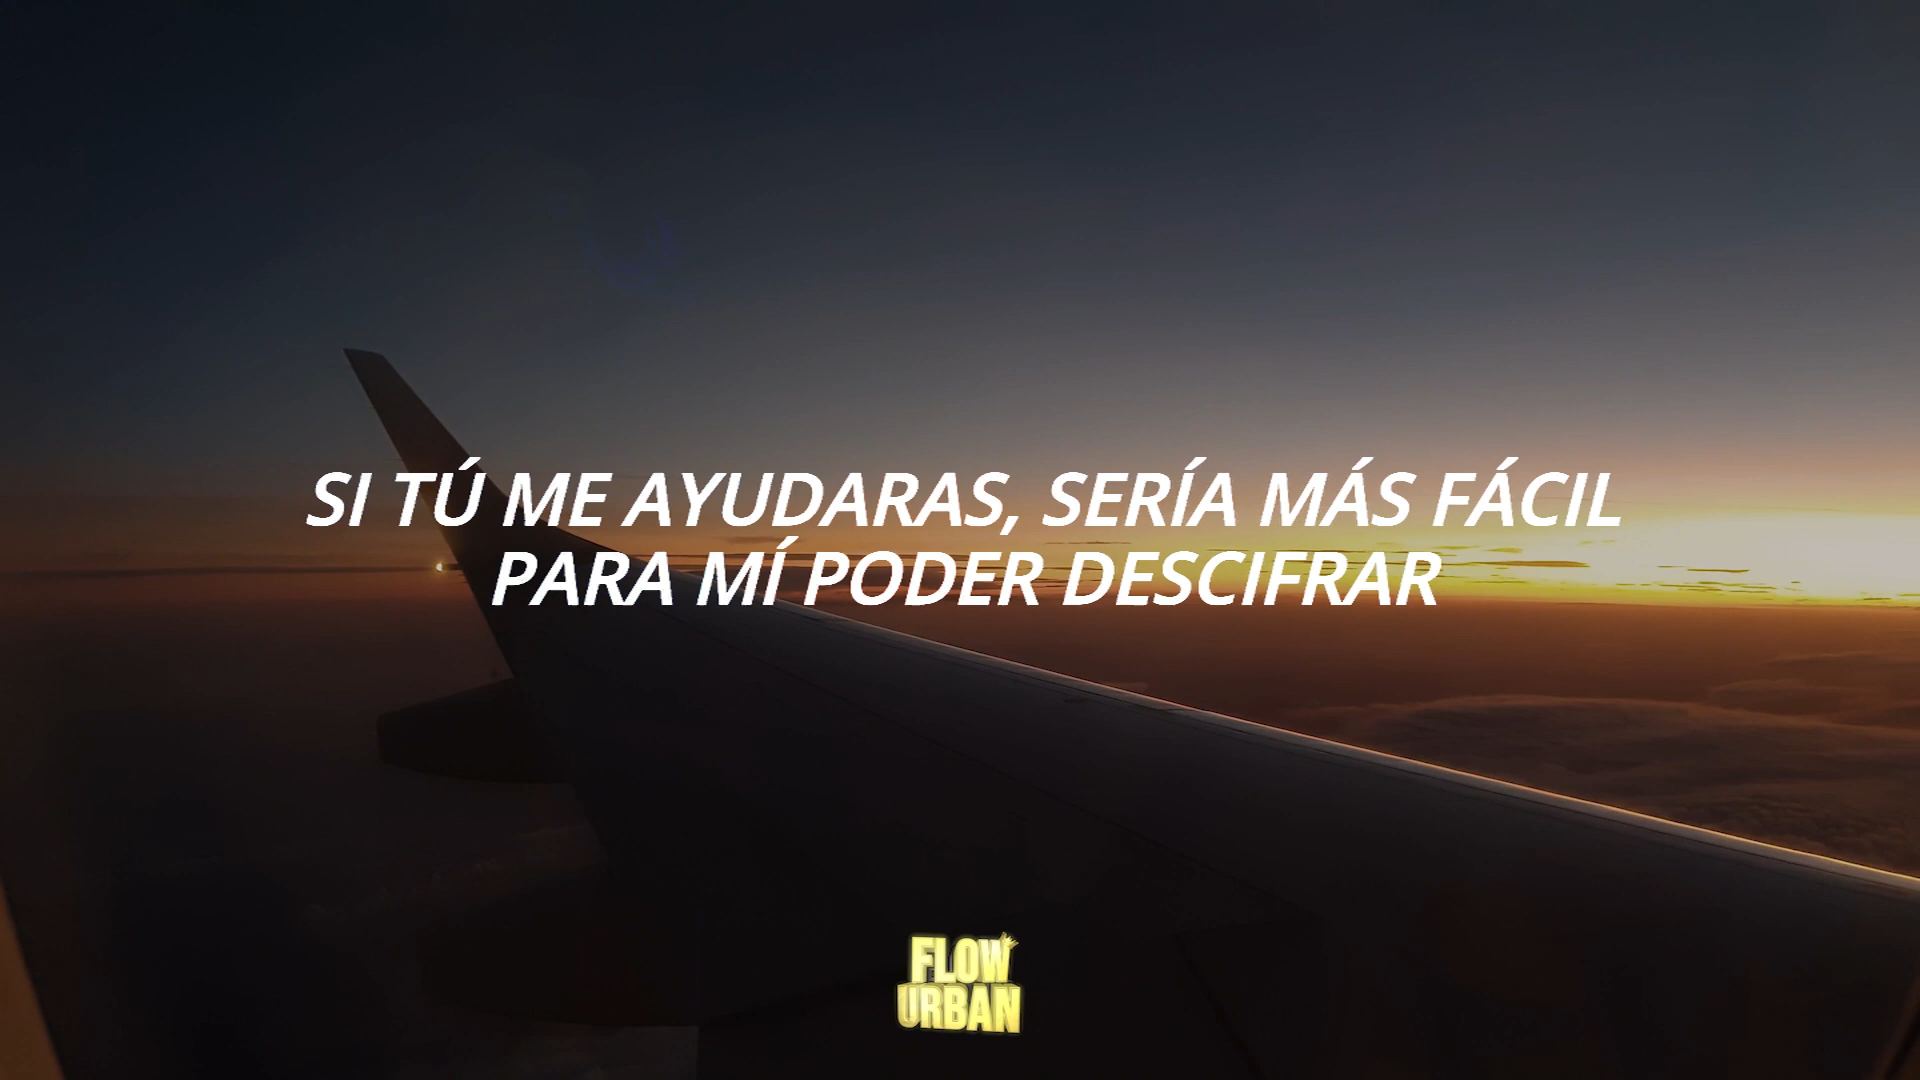 SI TÚ ME AYUDARAS, SERÍA MÁS FÁCIL
PARA MÍ PODER DESCIFRAR
FLOW
URBAN